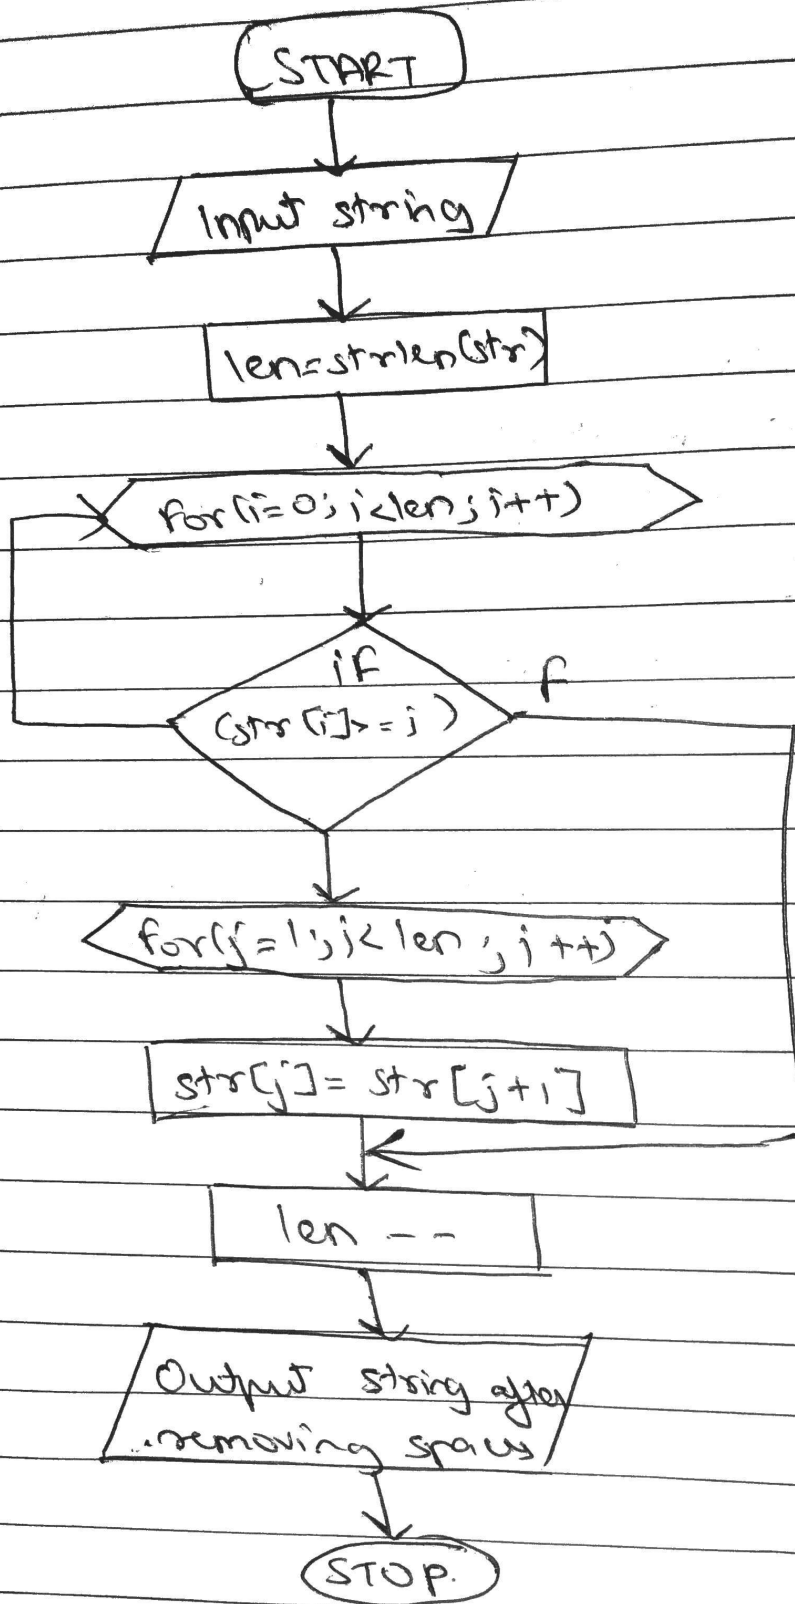 START
Input string
len=strlen(str)
for(i=0; i<len; i++)
if
F
(str[i]>=j)
for(j=1; j<len; j++)
str[j]= str[j+1]
len --
Output string after
removing spaces
STOP.